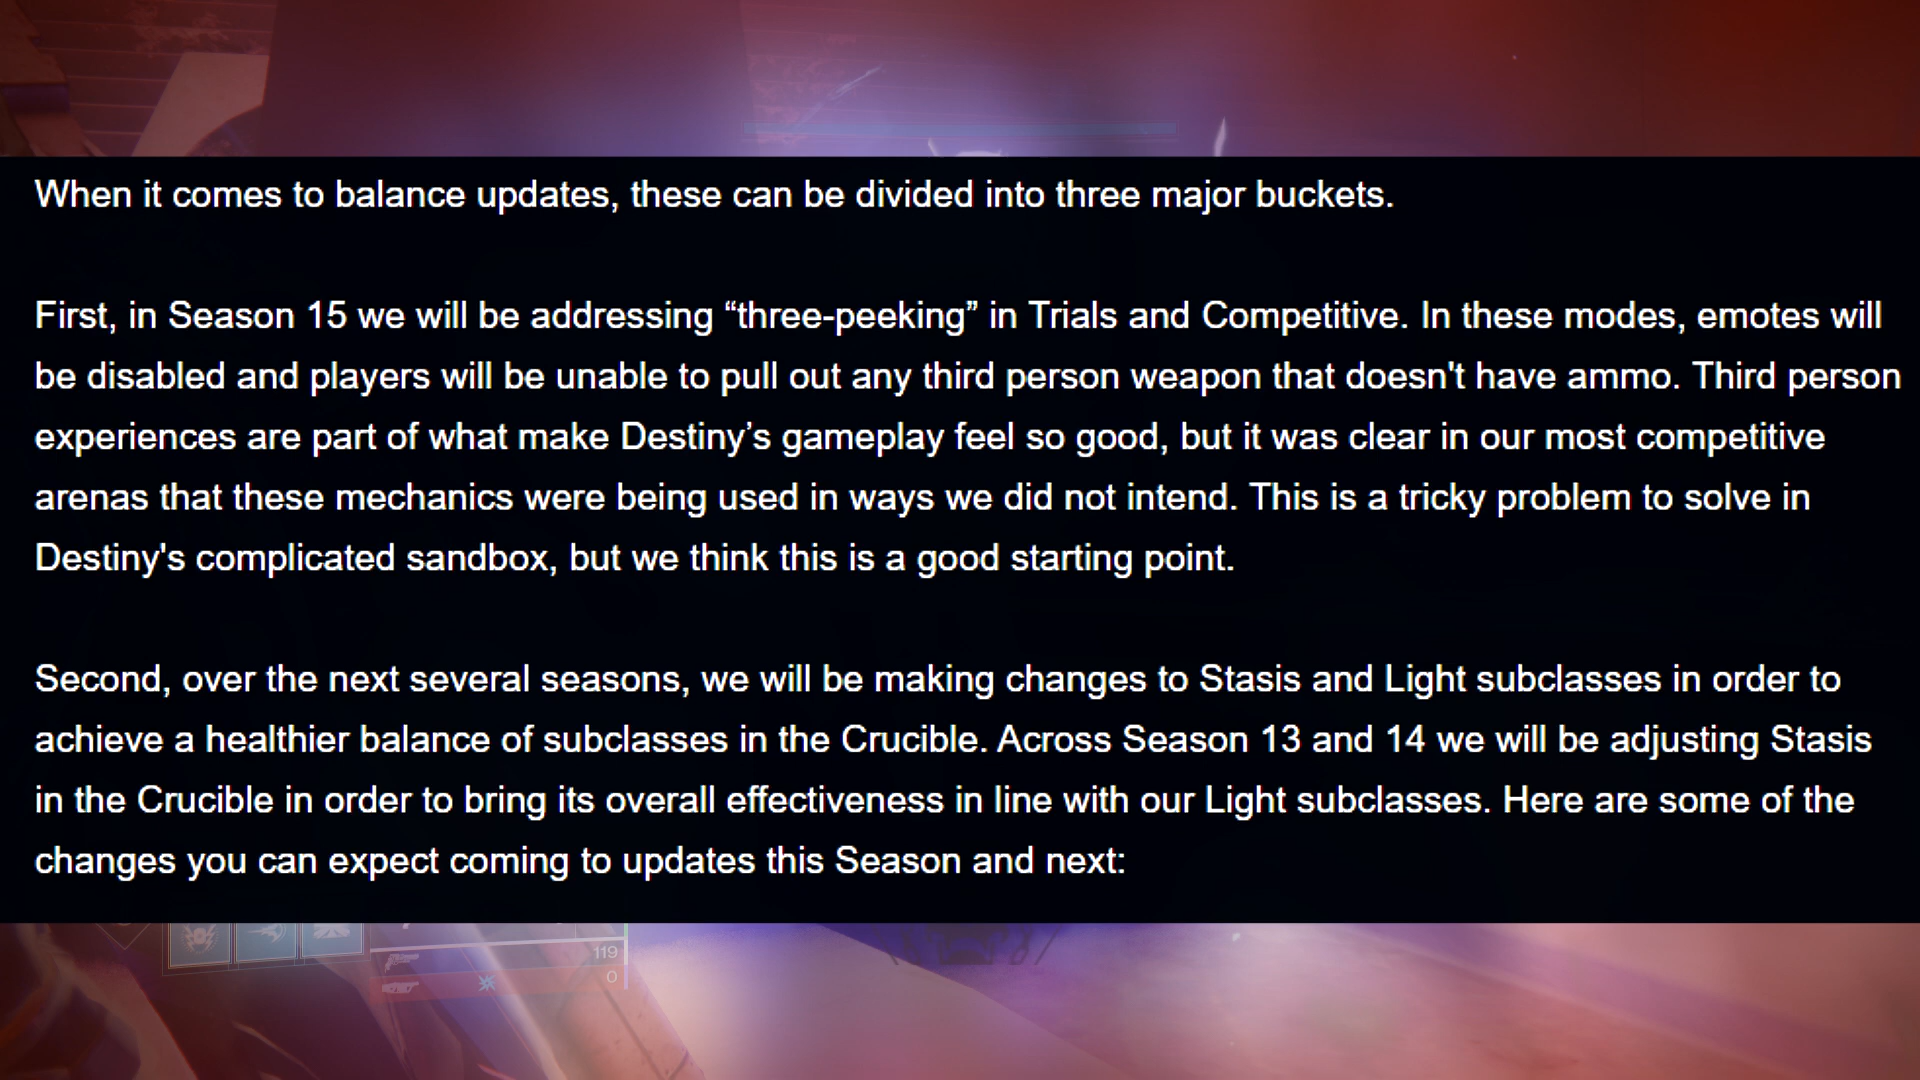 When it comes to balance updates, these can be divided into three major buckets.
First, in Season 15 we will be addressing “three-peeking” in Trials and Competitive. In these modes, emotes will
be disabled and players will be unable to pull out any third person weapon that doesn't have ammo. Third person
experiences are part of what make Destiny’s gameplay feel so good, but it was clear in our most competitive
arenas that these mechanics were being used in ways we did not intend. This is a tricky problem to solve in
Destiny's complicated sandbox, but we think this is a good starting point.
Second, over the next several seasons, we will be making changes to Stasis and Light subclasses in order to
achieve a healthier balance of subclasses in the Crucible. Across Season 13 and 14 we will be adjusting Stasis
in the Crucible in order to bring its overall effectiveness in line with our Light subclasses. Here are some of the
changes you can expect coming to updates this Season and next:
119
0